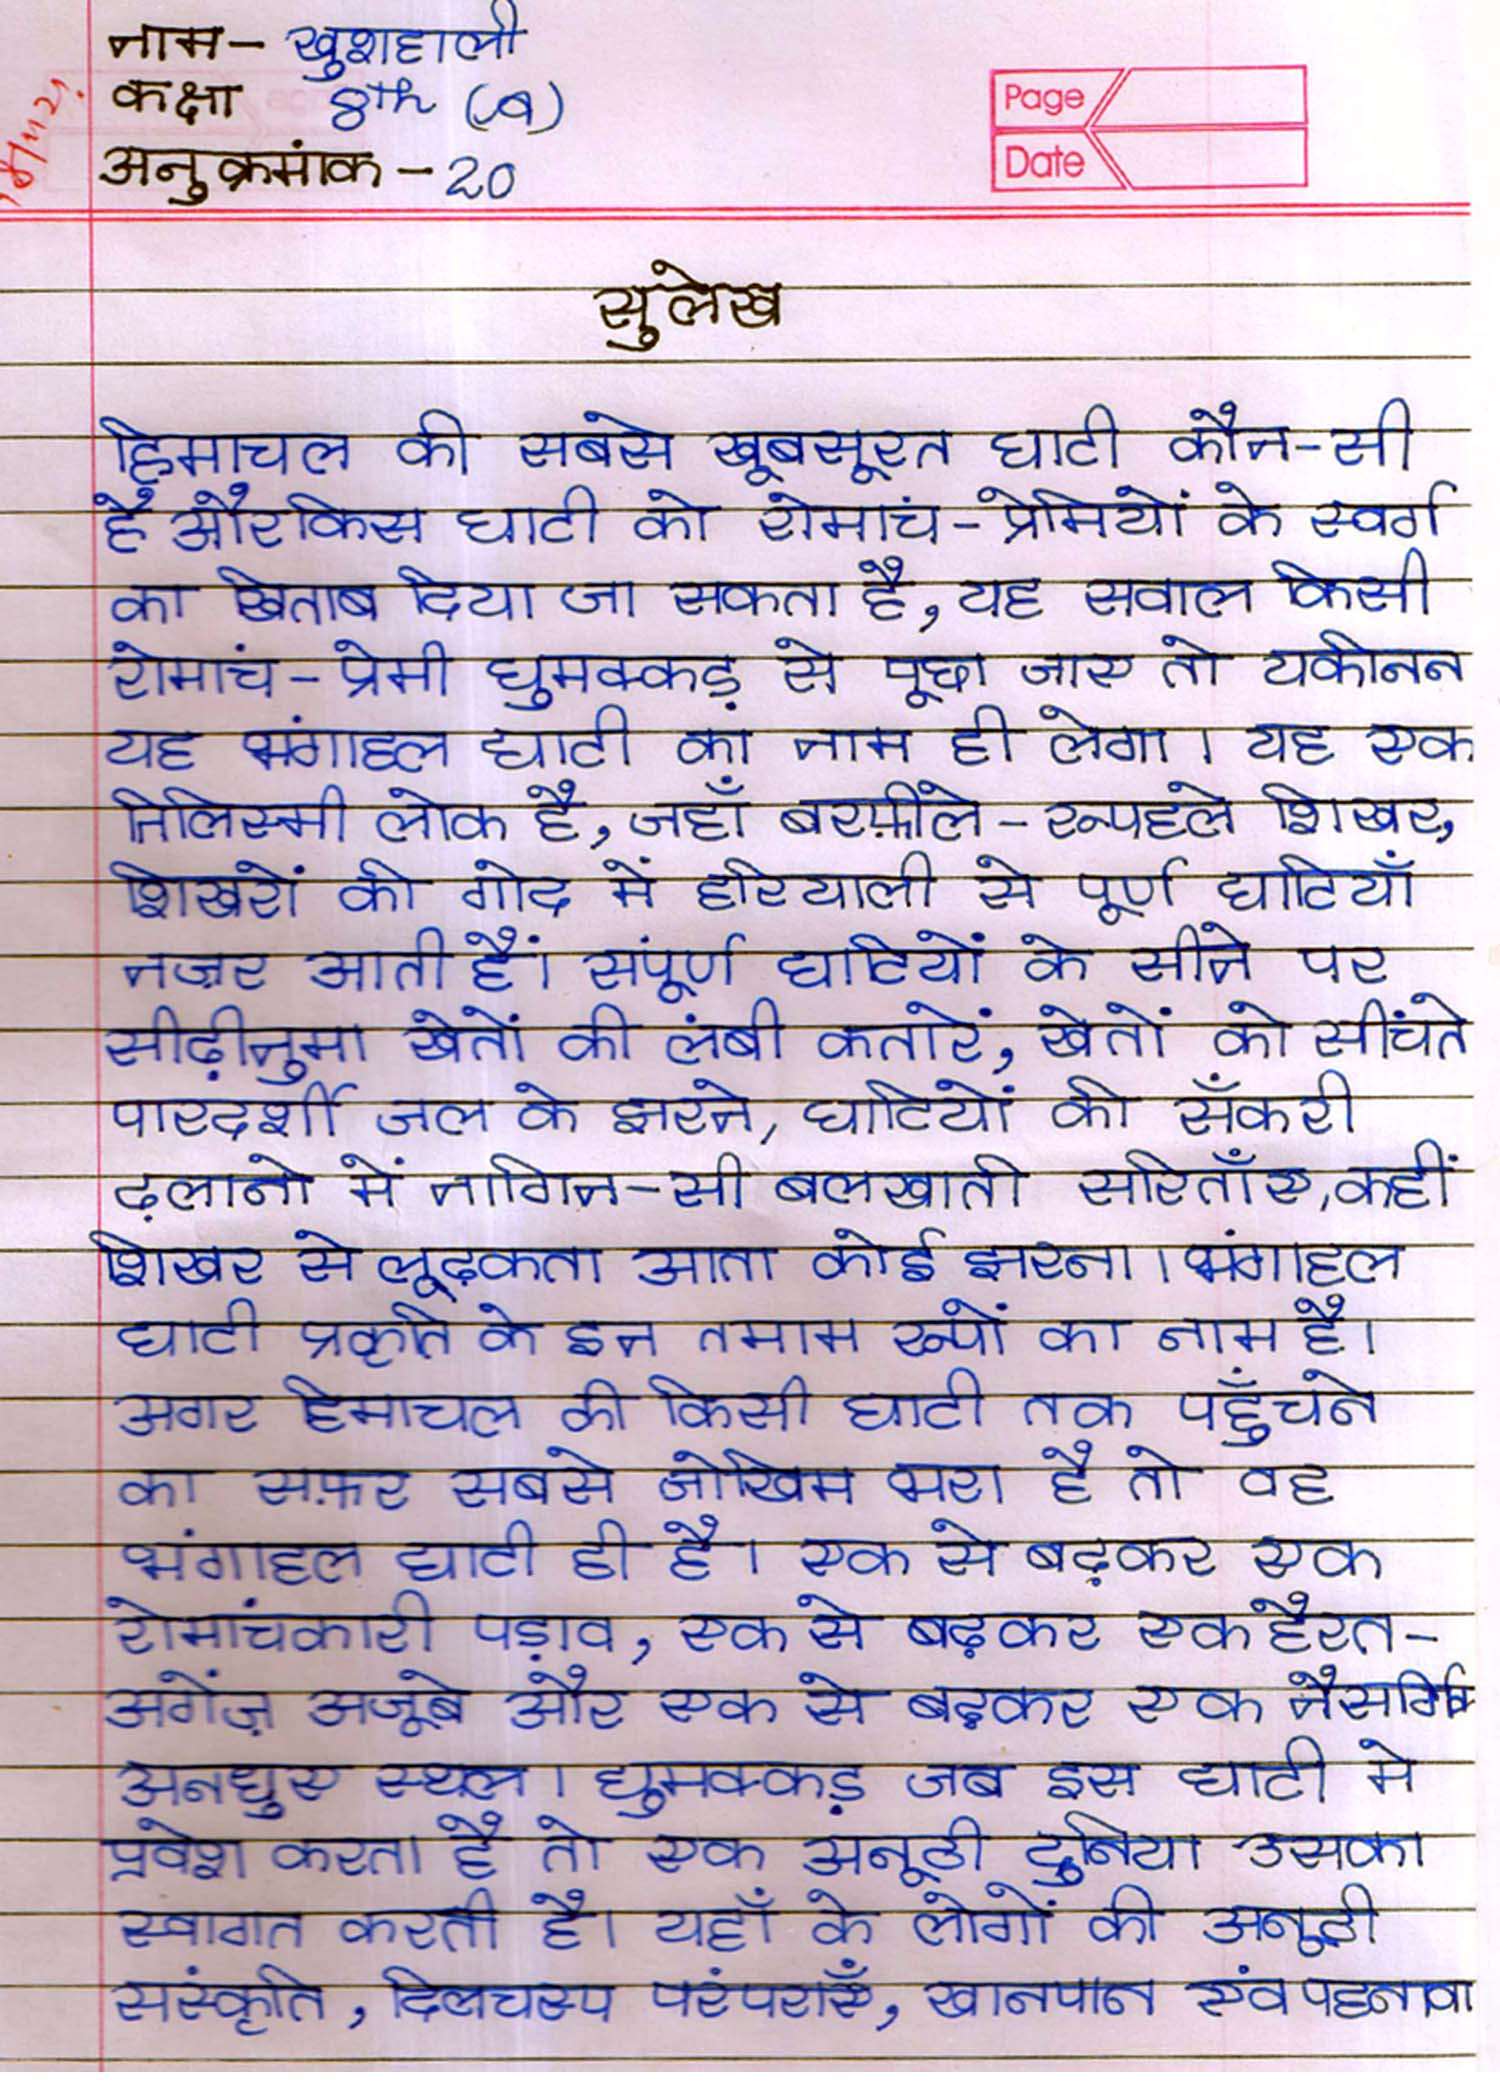 नाम- खुशहाली
कक्षा 8th (ब)
अनुक्रमांक - 20
Page
Date
सुलेख
हिमाचल की सबसे खूबसूरत घाटी कौन-सी
है और किस घाटी को रोमाचं - प्रेमियों के स्वर्ग
का खिताब दिया जा सकता है, यह सवाल किसी
रोमाचं - प्रेमी घुमक्कड़ से पूछा जाए तो यकीनन
यह भंगाहल घाटी का नाम ही लेगा। यह एक
तिलिस्मी लोक है, जहाँ बरफ़ीले - रूपहले शिखर,
शिखरों की गोद में हरियाली से पूर्ण घाटियाँ
नज़र आती हैं। संपूर्ण घाटियों के सीने पर
सीढ़ीनुमा खेतों की लंबी कतारें, खेतों को सीचंते
पारदर्शी जल के झरने, घाटियों की सँकरी
ढ़लानो में नागिन-सी बलखाती सरिताँए, कहीं
शिखर से लूढ़कता आता कोई झरना। भंगाहल
घाटी प्रकृति के इन तमाम रूपों का नाम है।
अगर हिमाचल की किसी घाटी तक पहुँचने
का सफ़र सबसे जोखिम भरा है तो वह
भंगाहल घाटी ही है। एक से बढ़कर एक
रोमांचकारी पड़ाव, एक से बढ़कर एक हैरत-
अगेंज़ अजूबे और एक से बढ़कर एक नैसर्गिक
अनछुए स्थल। घुमक्कड़ जब इस घाटी मे
प्रवेश करता है तो एक अनूठी दुनिया उसका
स्वागत करती है। यहाँ के लोगों की अनूठी
संस्कृति, दिलचस्प परंपराएँ, खानपान एंव पहनावा